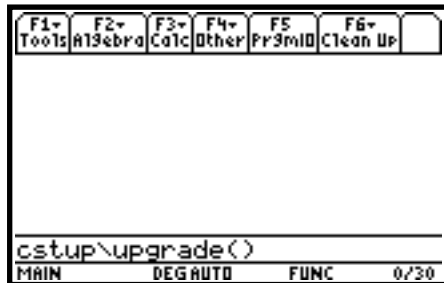 F1▾ F2▾ F3▾ F4▾ F5 F6▾
Tools Algebra Calc Other PrgmIO Clean Up
cstup\upgrade()
MAIN DEG AUTO FUNC 0/30